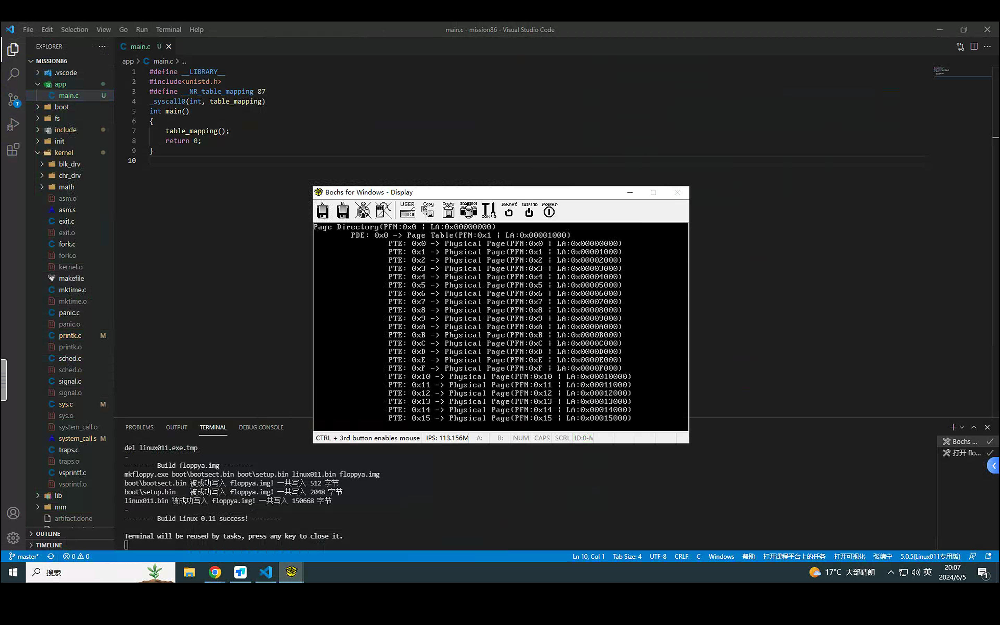 File Edit Selection View Go Run Terminal Help
main.c - mission86 - Visual Studio Code
EXPLORER
MISSION86
.vscode
app
main.c U
boot
fs
include
init
kernel
blk_drv
chr_drv
math
asm.o
asm.s
exit.c
exit.o
fork.c
fork.o
kernel.o
makefile
mktime.c
mktime.o
panic.c
panic.o
printk.c M
printk.o
sched.c
sched.o
signal.c
signal.o
sys.c M
sys.o
system_call.o
system_call.s M
traps.c
traps.o
vsprintf.c
vsprintf.o
lib
mm
artifact.done
OUTLINE
TIMELINE
main.c U
app > main.c > ...
1 #define __LIBRARY__
2 #include<unistd.h>
3 #define __NR_table_mapping 87
4 _syscall0(int, table_mapping)
5 int main()
6 {
7 table_mapping();
8 return 0;
9 }
10
Bochs for Windows - Display
A: B: CD USER Copy Paste snapshot CONFIG Reset SUSPEND Power
Page Directory(PFN:0x0 | LA:0x00000000)
PDE: 0x0 -> Page Table(PFN:0x1 | LA:0x00001000)
PTE: 0x0 -> Physical Page(PFN:0x0 | LA:0x00000000)
PTE: 0x1 -> Physical Page(PFN:0x1 | LA:0x00001000)
PTE: 0x2 -> Physical Page(PFN:0x2 | LA:0x00002000)
PTE: 0x3 -> Physical Page(PFN:0x3 | LA:0x00003000)
PTE: 0x4 -> Physical Page(PFN:0x4 | LA:0x00004000)
PTE: 0x5 -> Physical Page(PFN:0x5 | LA:0x00005000)
PTE: 0x6 -> Physical Page(PFN:0x6 | LA:0x00006000)
PTE: 0x7 -> Physical Page(PFN:0x7 | LA:0x00007000)
PTE: 0x8 -> Physical Page(PFN:0x8 | LA:0x00008000)
PTE: 0x9 -> Physical Page(PFN:0x9 | LA:0x00009000)
PTE: 0xA -> Physical Page(PFN:0xA | LA:0x0000A000)
PTE: 0xB -> Physical Page(PFN:0xB | LA:0x0000B000)
PTE: 0xC -> Physical Page(PFN:0xC | LA:0x0000C000)
PTE: 0xD -> Physical Page(PFN:0xD | LA:0x0000D000)
PTE: 0xE -> Physical Page(PFN:0xE | LA:0x0000E000)
PTE: 0xF -> Physical Page(PFN:0xF | LA:0x0000F000)
PTE: 0x10 -> Physical Page(PFN:0x10 | LA:0x00010000)
PTE: 0x11 -> Physical Page(PFN:0x11 | LA:0x00011000)
PTE: 0x12 -> Physical Page(PFN:0x12 | LA:0x00012000)
PTE: 0x13 -> Physical Page(PFN:0x13 | LA:0x00013000)
PTE: 0x14 -> Physical Page(PFN:0x14 | LA:0x00014000)
PTE: 0x15 -> Physical Page(PFN:0x15 | LA:0x00015000)
CTRL + 3rd button enables mouse IPS: 113.156M A: B: NUM CAPS SCRL HD:0-M
PROBLEMS OUTPUT TERMINAL DEBUG CONSOLE
del linux011.exe.tmp
-
-------- Build floppya.img --------
mkfloppy.exe boot\bootsect.bin boot\setup.bin linux011.bin floppya.img
boot\bootsect.bin 被成功写入 floppya.img! 一共写入 512 字节
boot\setup.bin 被成功写入 floppya.img! 一共写入 2048 字节
linux011.bin 被成功写入 floppya.img! 一共写入 150668 字节
-
-------- Build Linux 0.11 success! --------
Terminal will be reused by tasks, press any key to close it.
Bochs ...
打开 flo...
7
master* 0 0
Ln 10, Col 1 Tab Size: 4 UTF-8 CRLF C Windows 帮助 打开课程平台上的任务 打开可视化 张德宁 5.0.5(Linux011专用版)
搜索
17°C 大部晴朗
英
20:07
2024/6/5
1